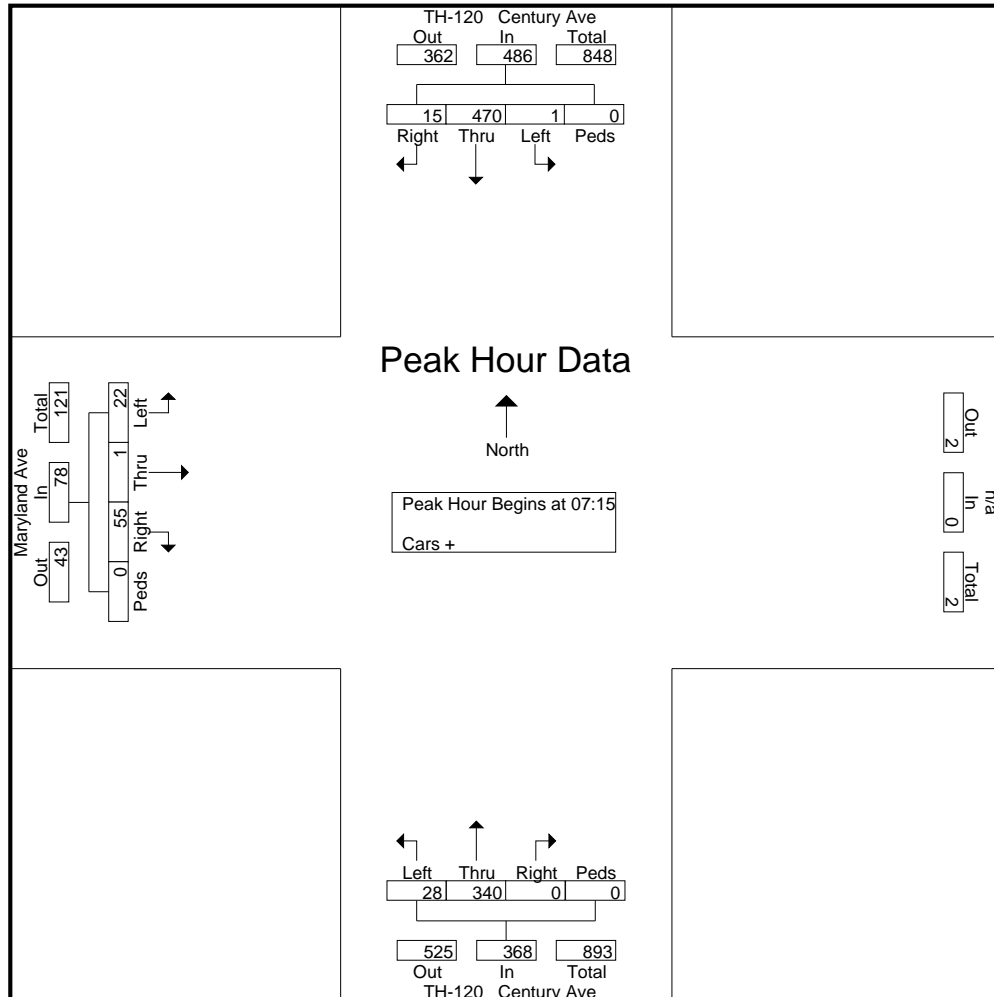 TH-120 Century Ave
Out In Total
362 486 848
15 470 1 0
Right Thru Left Peds
Peak Hour Data
North
Peak Hour Begins at 07:15
Cars +
Maryland Ave
Out In Total
43 78 121
0 55 1 22
Peds Right Thru Left
n/a
Out In Total
2 0 2
Left Thru Right Peds
28 340 0 0
525 368 893
Out In Total
TH-120 Century Ave